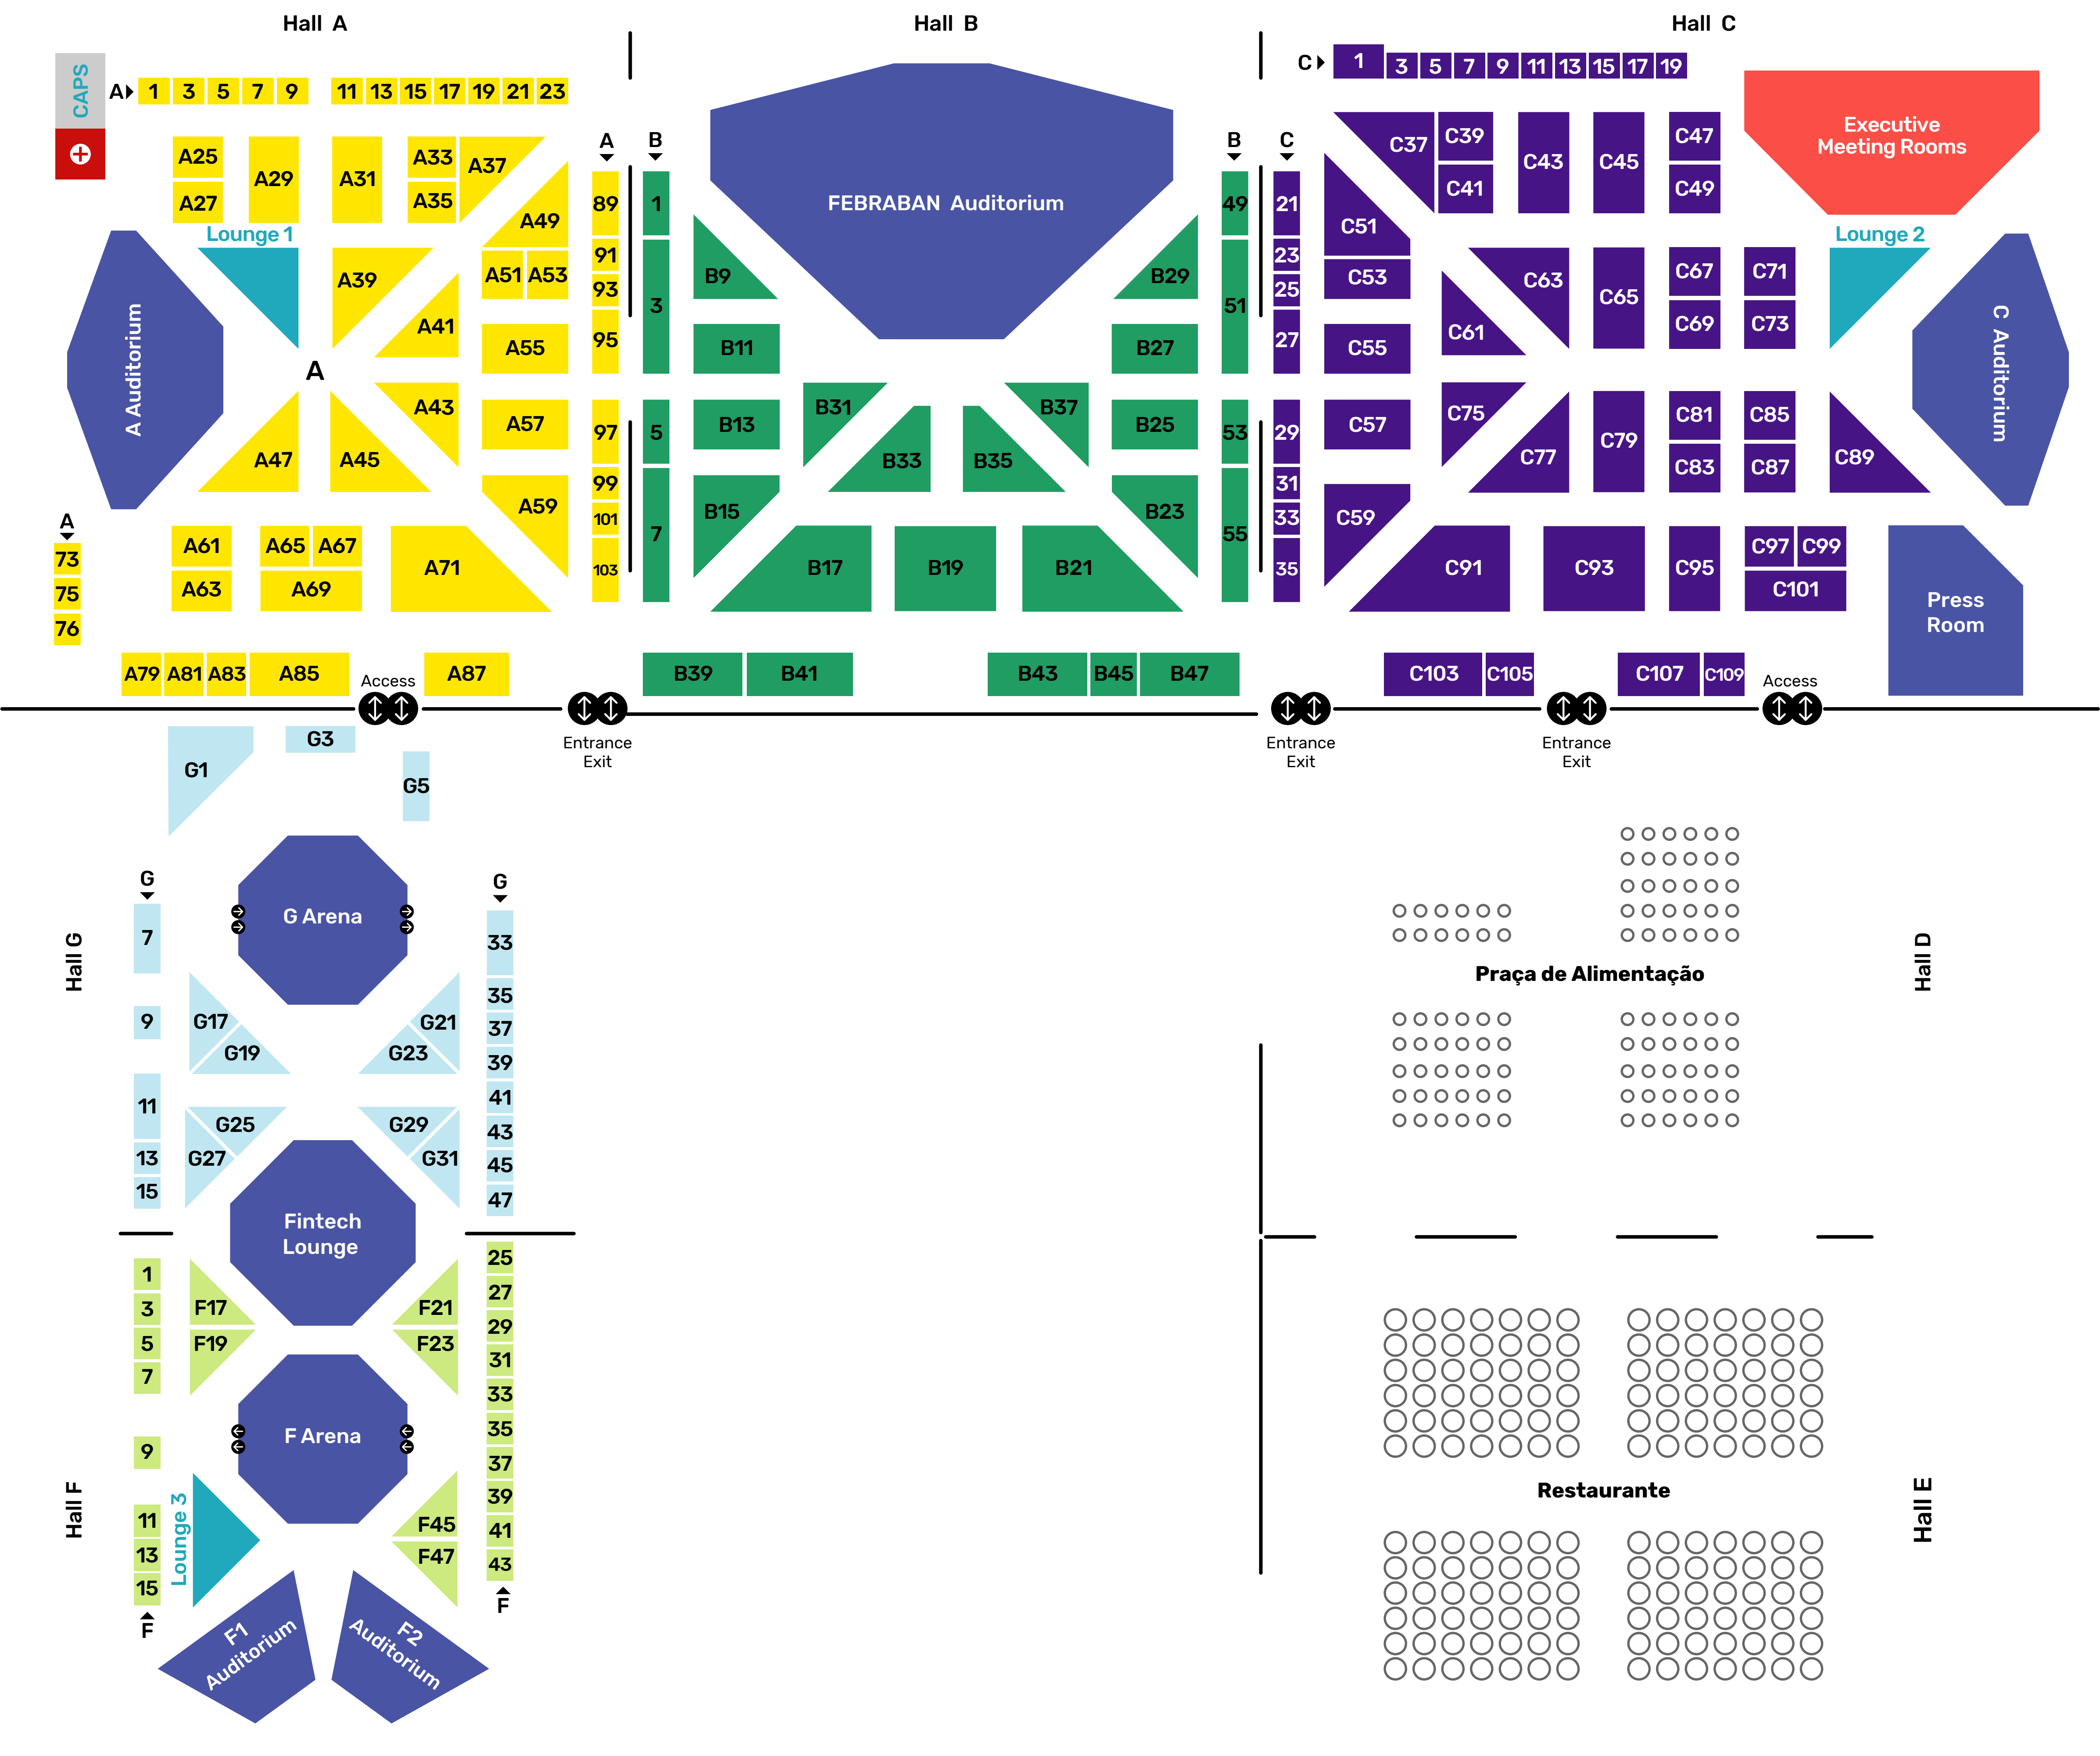 Hall A
Hall B
Hall C
CAPS
A
1 3 5 7 9 11 13 15 17 19 21 23
C
1 3 5 7 9 11 13 15 17 19
A25
A27
A29
A31
A33
A35
A37
A39
A41
A43
A45
A47
A49
A51
A53
A55
A57
A59
A61
A63
A65
A67
A69
A71
Lounge 1
A Auditorium
A
A
73
75
76
A79
A81
A83
A85
A87
A
89
91
93
95
97
99
101
103
B
1
3
5
7
FEBRABAN Auditorium
B9
B11
B13
B15
B17
B19
B21
B23
B25
B27
B29
B31
B33
B35
B37
B39
B41
B43
B45
B47
B
49
51
53
55
C
21
23
25
27
29
31
33
35
C37
C39
C41
C43
C45
C47
C49
C51
C53
C55
C57
C59
C61
C63
C65
C67
C69
C71
C73
C75
C77
C79
C81
C83
C85
C87
C89
C91
C93
C95
C97
C99
C101
C103
C105
C107
C109
Executive
Meeting Rooms
Lounge 2
C Auditorium
Press
Room
Access
Entrance
Exit
Entrance
Exit
Entrance
Exit
Access
G1
G3
G5
G Arena
Hall G
G
7
9
11
13
15
G17
G19
G21
G23
G25
G27
G29
G31
G
33
35
37
39
41
43
45
47
Fintech
Lounge
Hall F
1
3
5
7
9
11
13
15
F
F17
F19
F21
F23
F Arena
25
27
29
31
33
35
37
39
41
43
F
F45
F47
Lounge 3
F1
Auditorium
F2
Auditorium
Praça de Alimentação
Hall D
Restaurante
Hall E